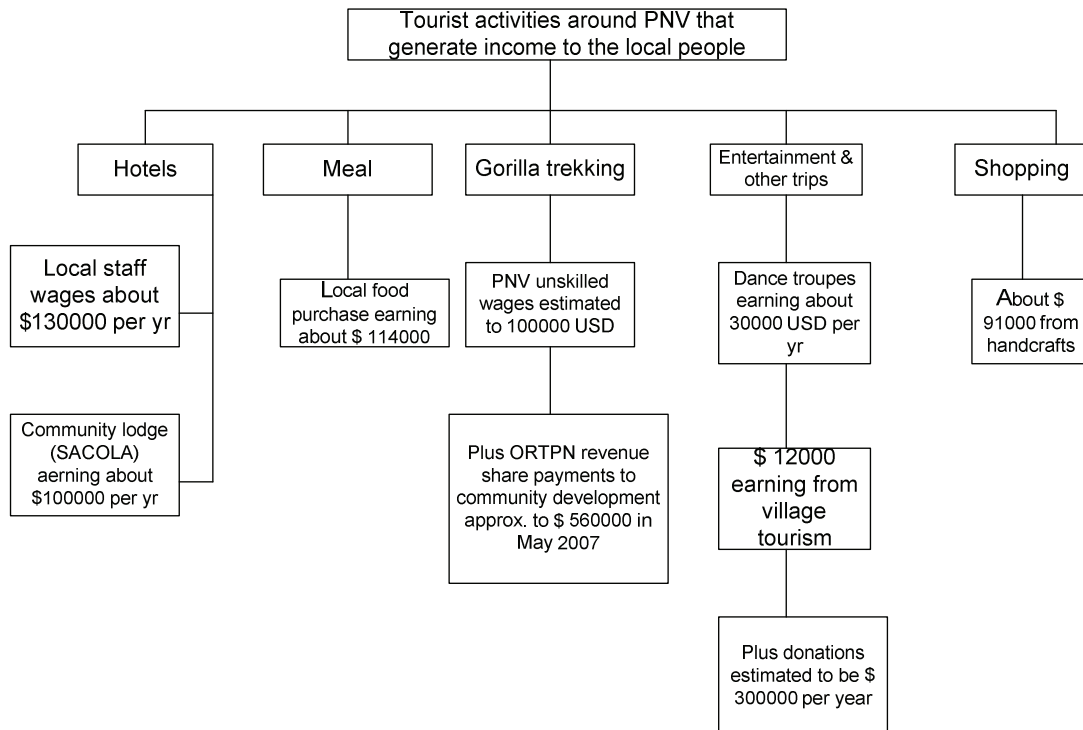 Tourist activities around PNV that
generate income to the local people
Hotels
Meal
Gorilla trekking
Entertainment &
other trips
Shopping
Local staff
wages about
$130000 per yr
Local food
purchase earning
about $ 114000
PNV unskilled
wages estimated
to 100000 USD
Dance troupes
earning about
30000 USD per
yr
About $
91000 from
handcrafts
Community lodge
(SACOLA)
aerning about
$100000 per yr
Plus ORTPN revenue
share payments to
community development
approx. to $ 560000 in
May 2007
$ 12000
earning from
village
tourism
Plus donations
estimated to be $
300000 per year